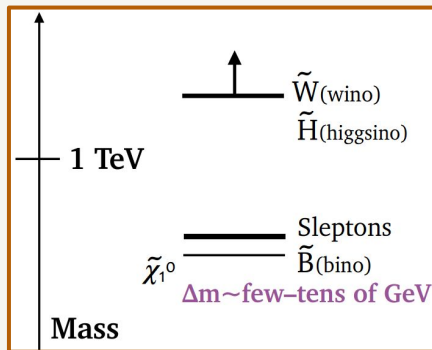 W̃(wino)
H̃(higgsino)
1 TeV
Sleptons
χ̃₁⁰
B̃(bino)
Δm~few–tens of GeV
Mass